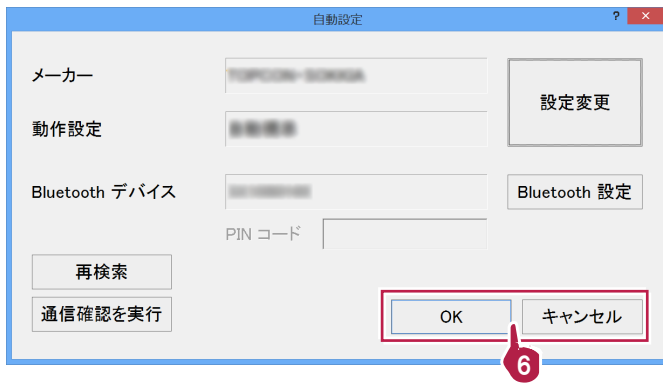 自動設定
? ×
メーカー
設定変更
動作設定
Bluetooth デバイス
Bluetooth 設定
PIN コード
再検索
通信確認を実行
OK
キャンセル
6